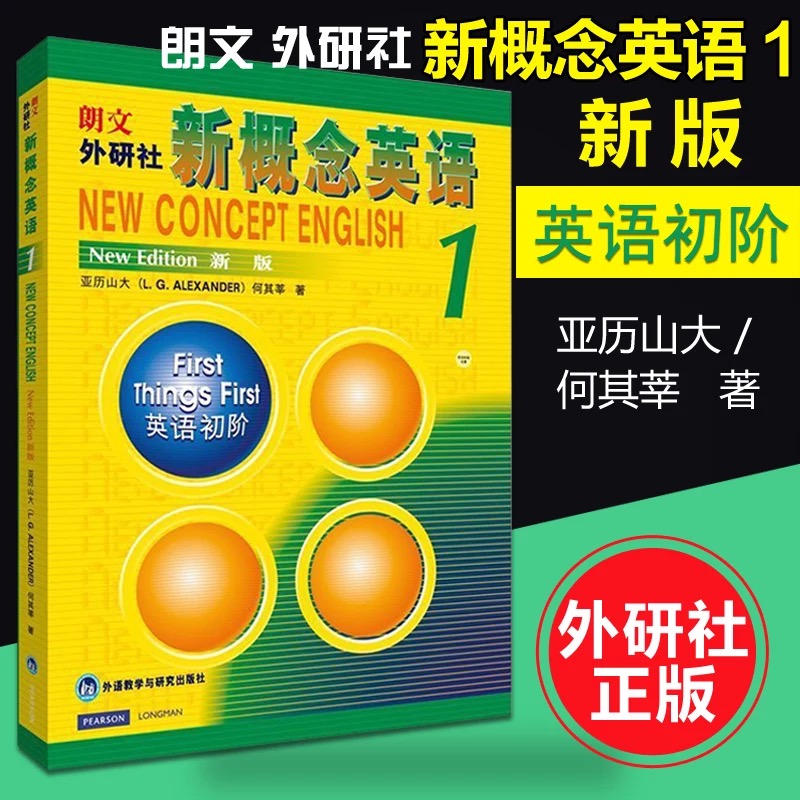 朗文 外研社 新概念英语 1
新版
英语初阶
亚历山大 /
何其莘 著
外研社
正版
朗文
外研社
新概念英语
NEW CONCEPT ENGLISH
1
New Edition 新 版
亚历山大（L. G. ALEXANDER）何其莘 著
First
Things First
英语初阶
外语教学与研究出版社
PEARSON LONGMAN
朗文
外研社
新概念英语
1
NEW CONCEPT ENGLISH
New Edition 新版
亚历山大（L. G. ALEXANDER）何其莘 著